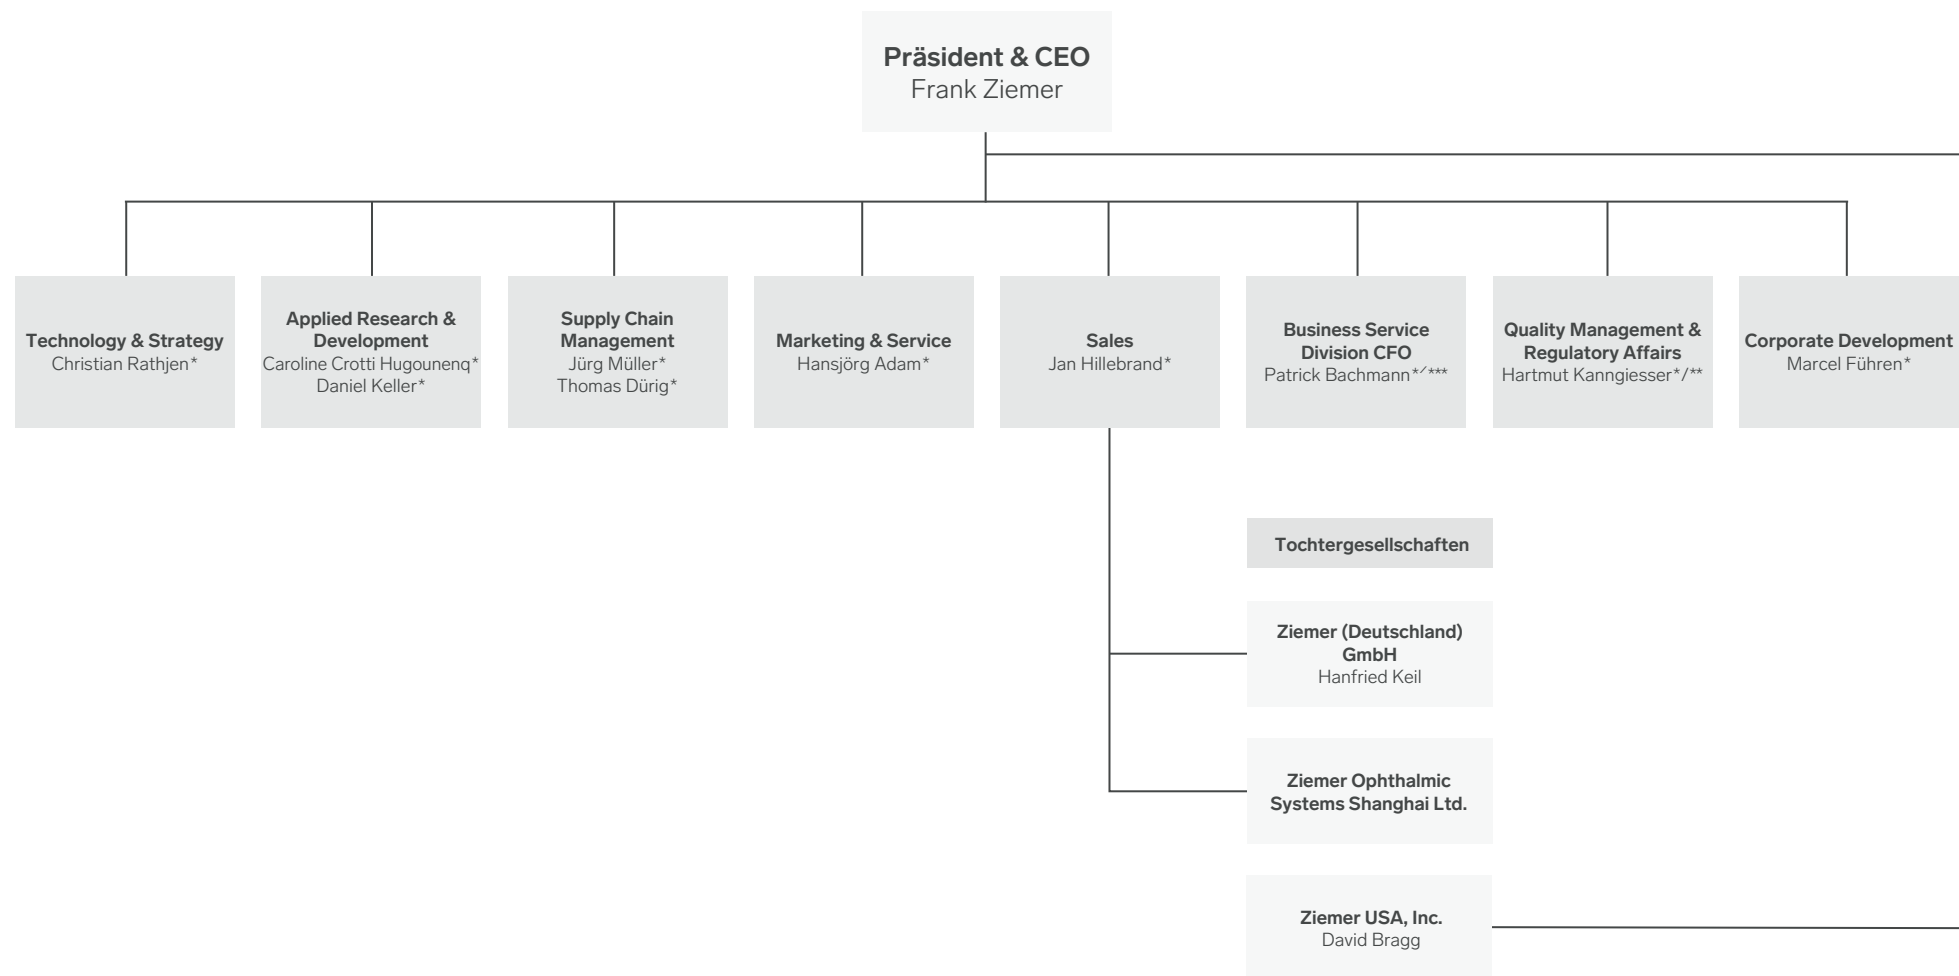 Präsident & CEO
Frank Ziemer
Technology & Strategy
Christian Rathjen*
Applied Research &
Development
Caroline Crotti Hugounenq*
Daniel Keller*
Supply Chain
Management
Jürg Müller*
Thomas Dürig*
Marketing & Service
Hansjörg Adam*
Sales
Jan Hillebrand*
Business Service
Division CFO
Patrick Bachmann*/***
Quality Management &
Regulatory Affairs
Hartmut Kanngiesser*/**
Corporate Development
Marcel Führen*
Tochtergesellschaften
Ziemer (Deutschland)
GmbH
Hanfried Keil
Ziemer Ophthalmic
Systems Shanghai Ltd.
Ziemer USA, Inc.
David Bragg